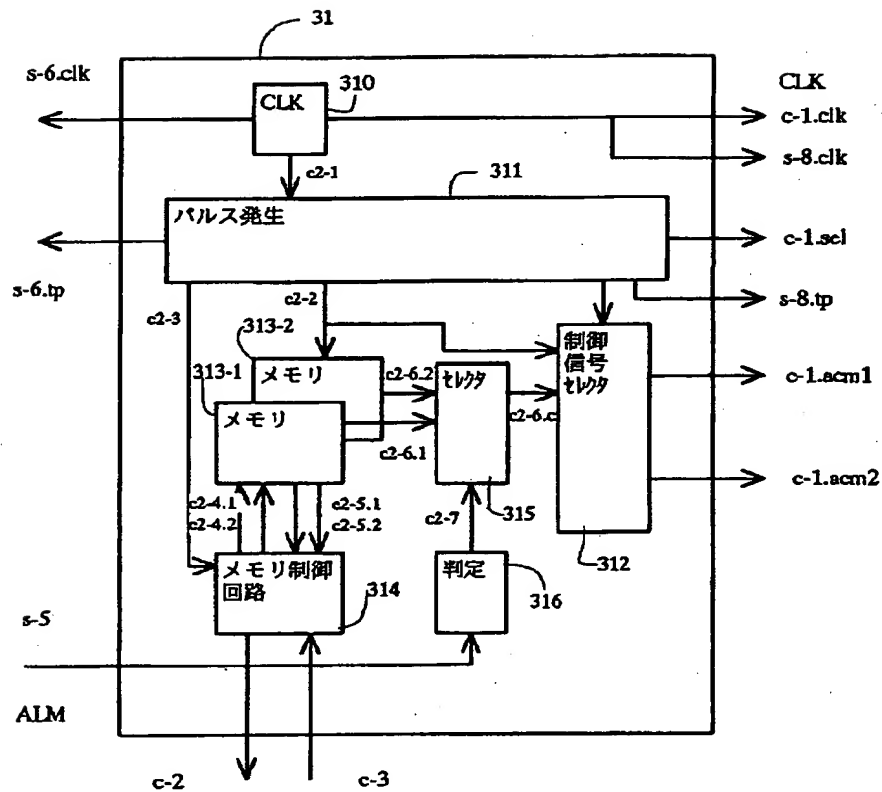 31
s-6.clk
310
CLK
CLK
c-1.clk
s-8.clk
c2-1
311
パルス発生
c-1.scl
s-6.tp
s-8.tp
c2-3
c2-2
313-2
313-1
メモリ
メモリ
c2-6.2
c2-6.1
セレクタ
c2-6.c
制御
信号
セレクタ
c-1.acm1
c-1.acm2
c2-4.1
c2-4.2
c2-5.1
c2-5.2
c2-7
315
312
メモリ制御
回路
314
判定
316
s-5
ALM
c-2
c-3